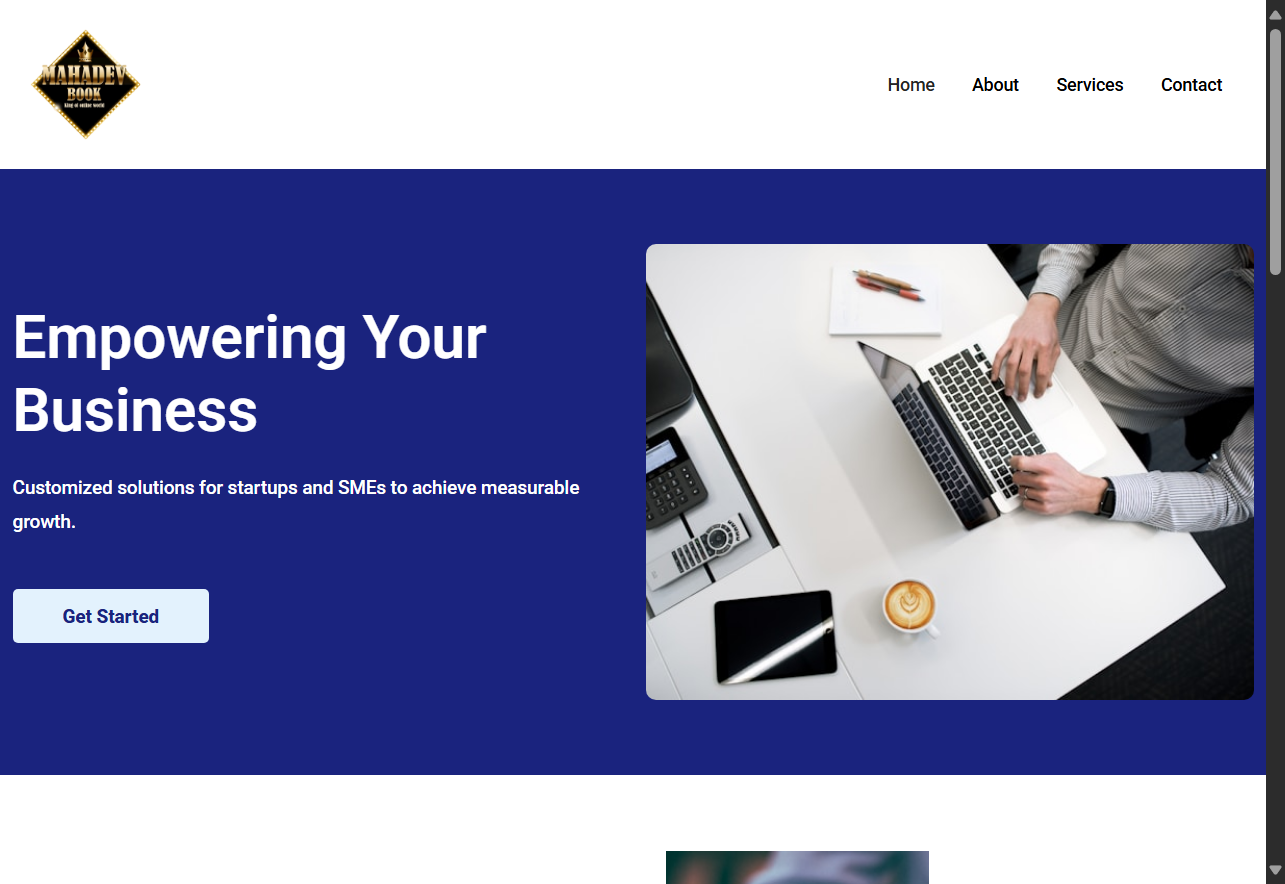 MAHADEV
BOOK
king of online world
Home
About
Services
Contact
Empowering Your
Business
Customized solutions for startups and SMEs to achieve measurable
growth.
Get Started